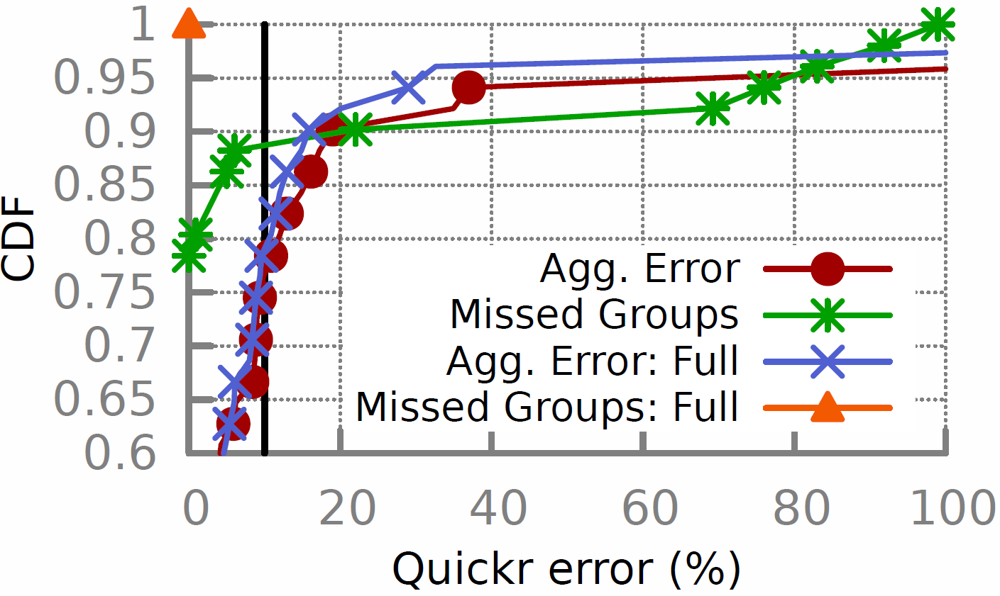 1
0.95
0.9
0.85
0.8
0.75
0.7
0.65
0.6
CDF
Agg. Error
Missed Groups
Agg. Error: Full
Missed Groups: Full
0 20 40 60 80 100
Quickr error (%)